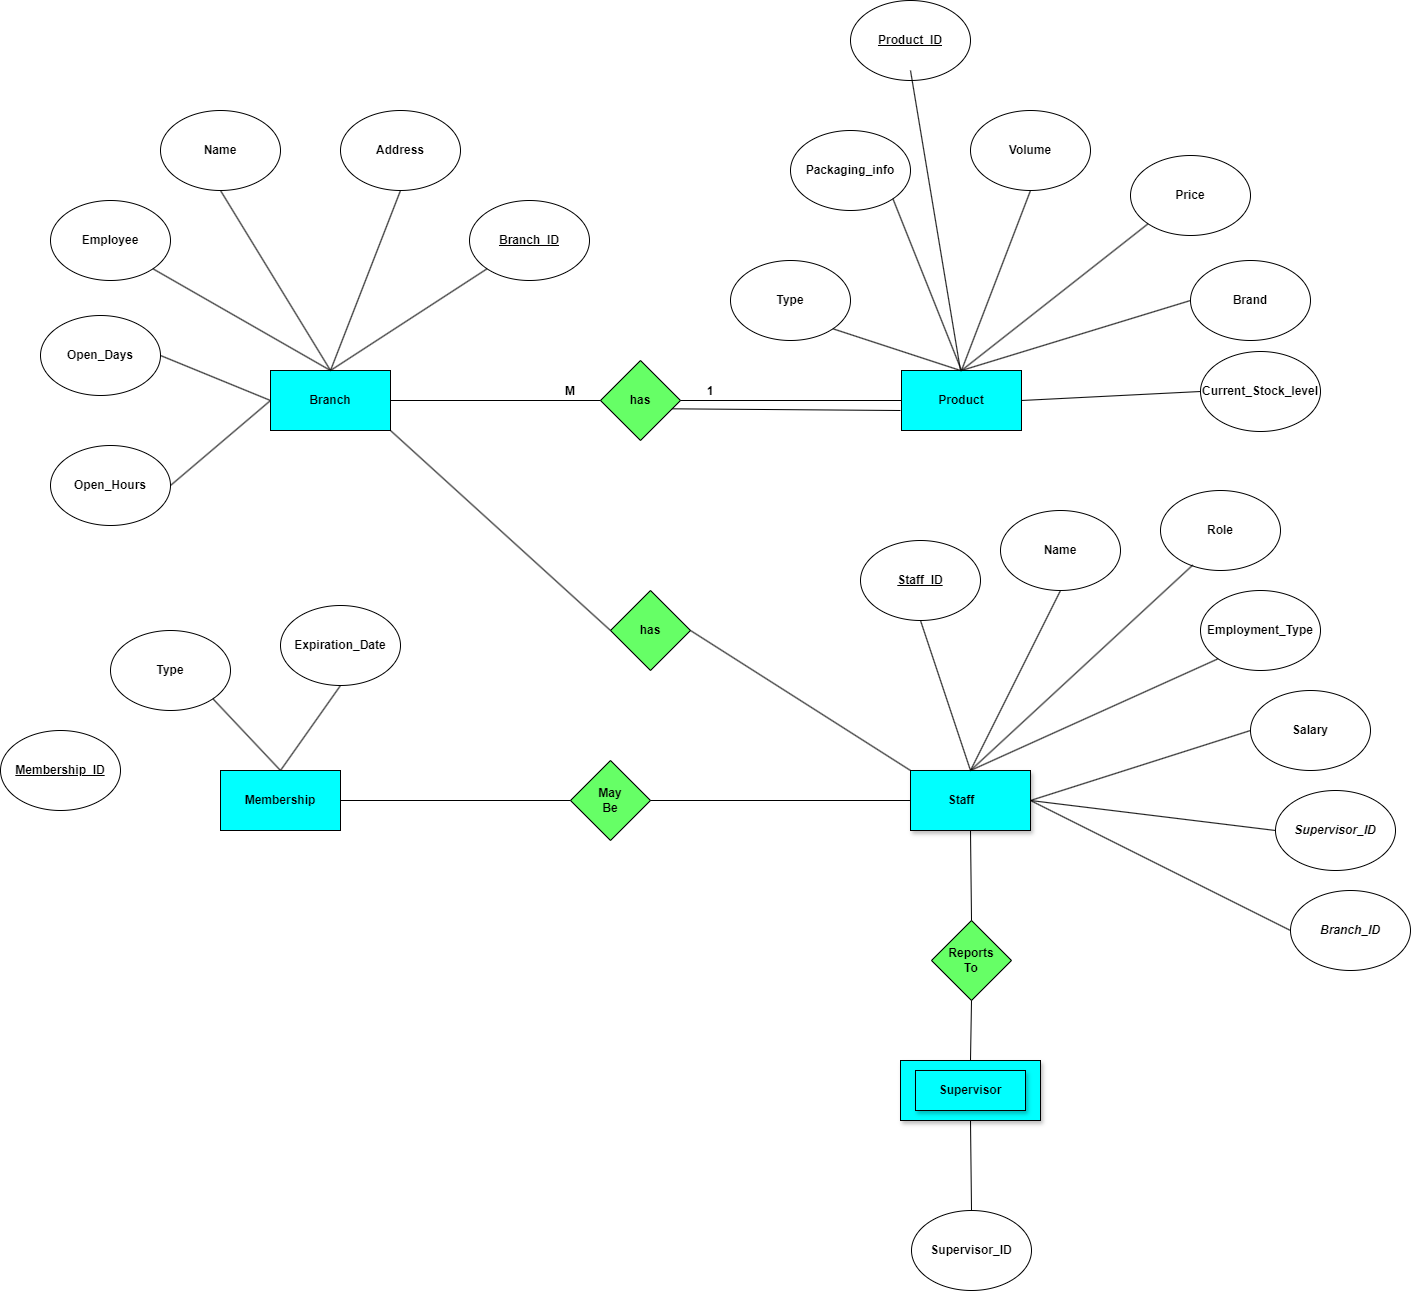 Product_ID
Name
Address
Volume
Packaging_info
Price
Employee
Branch_ID
Type
Brand
Open_Days
Branch
M
has
1
Product
Current_Stock_level
Open_Hours
Role
Name
Staff_ID
has
Employment_Type
Expiration_Date
Type
Salary
Membership_ID
Membership
May
Be
Staff
Supervisor_ID
Branch_ID
Reports
To
Supervisor
Supervisor_ID